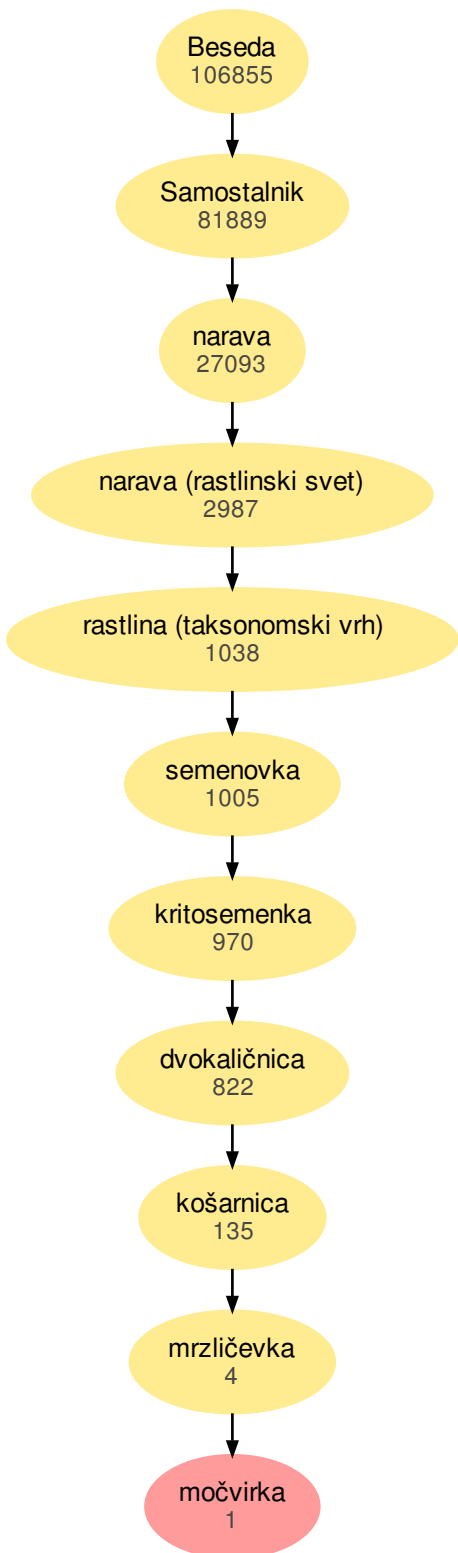 Beseda
106855
Samostalnik
81889
narava
27093
narava (rastlinski svet)
2987
rastlina (taksonomski vrh)
1038
semenovka
1005
kritosemenka
970
dvokaličnica
822
košarnica
135
mrzličevka
4
močvirka
1